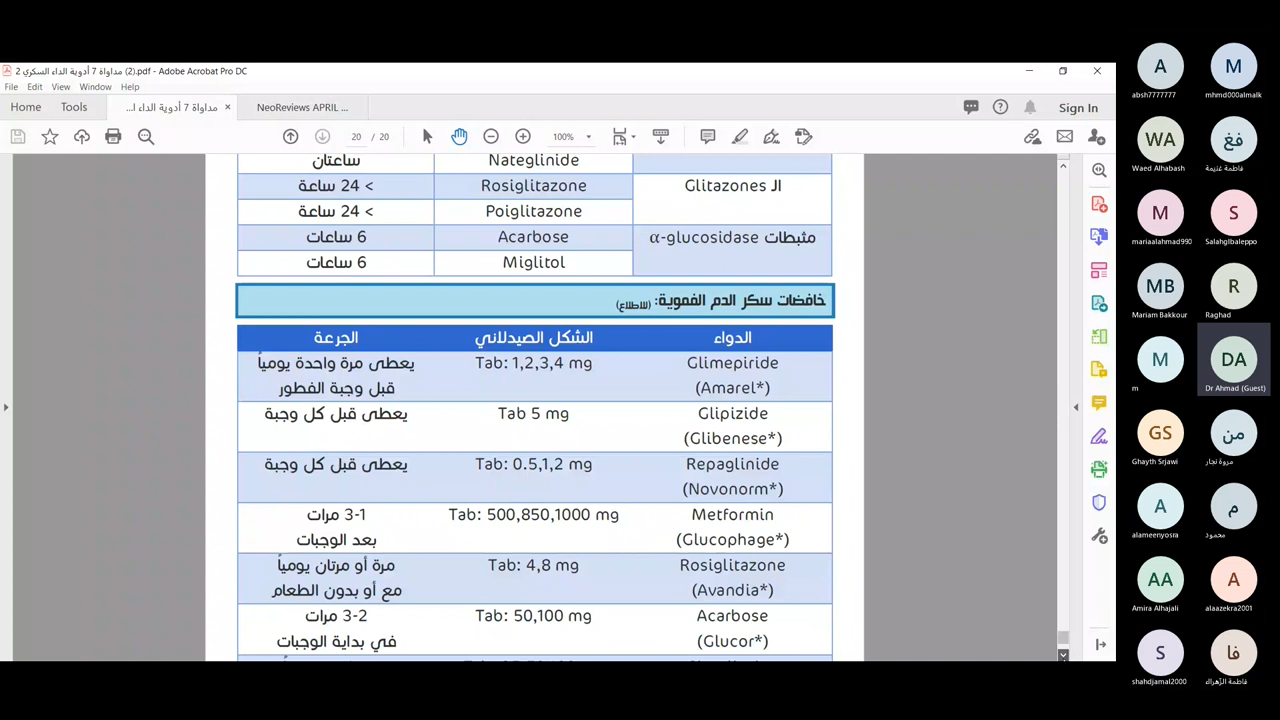 مداواة 7 أدوية الداء السكري 2 (2).pdf - Adobe Acrobat Pro DC
File Edit View Window Help
Home Tools مداواة 7 أدوية الداء ا... × NeoReviews APRIL ... Sign In
20 / 20 100%
ساعتان Nateglinide
الـ Glitazones Rosiglitazone > 24 ساعة
Poiglitazone > 24 ساعة
مثبطات α-glucosidase Acarbose 6 ساعات
Miglitol 6 ساعات
خافضات سكر الدم الفموية: (للاطلاع)
الدواء الشكل الصيدلاني الجرعة
Glimepiride Tab: 1,2,3,4 mg يعطى مرة واحدة يومياً
(Amarel*) قبل وجبة الفطور
Glipizide Tab 5 mg يعطى قبل كل وجبة
(Glibenese*)
Repaglinide Tab: 0.5,1,2 mg يعطى قبل كل وجبة
(Novonorm*)
Metformin Tab: 500,850,1000 mg 1-3 مرات
(Glucophage*) بعد الوجبات
Rosiglitazone Tab: 4,8 mg مرة أو مرتان يومياً
(Avandia*) مع أو بدون الطعام
Acarbose Tab: 50,100 mg 2-3 مرات
(Glucor*) في بداية الوجبات
A M
absh7777777 mhmd000almalk
WA فغ
Waed Alhabash فاطمة غنيمة
M S
mariaalahmad990 Salahglbaleppo
MB R
Mariam Bakkour Raghad
M DA
m Dr Ahmad (Guest)
GS من
Ghayth Srjawi مروة نجار
A م
alameenyosra محمود
AA A
Amira Alhajali alaazekra2001
S فا
shahdjamal2000 فاطمة الزهراء